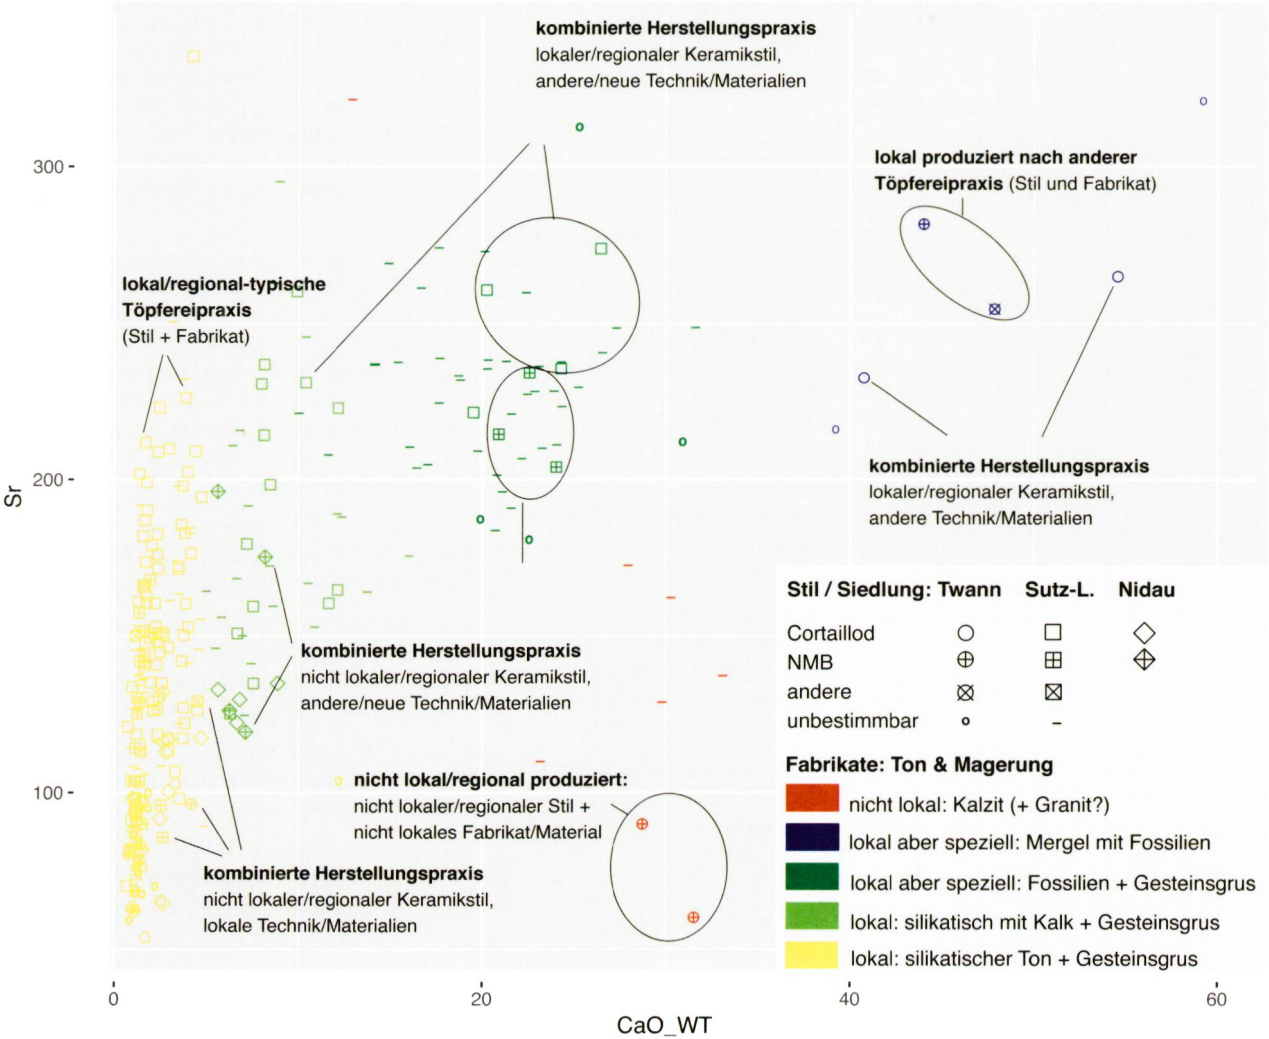 kombinierte Herstellungspraxis
lokaler/regionaler Keramikstil,
andere/neue Technik/Materialien
lokal produziert nach anderer
Töpfereipraxis (Stil und Fabrikat)
300
lokal/regional-typische
Töpfereipraxis
(Stil + Fabrikat)
kombinierte Herstellungspraxis
lokaler/regionaler Keramikstil,
andere Technik/Materialien
200
Sr
kombinierte Herstellungspraxis
nicht lokaler/regionaler Keramikstil,
andere/neue Technik/Materialien
Stil / Siedlung: Twann Sutz-L. Nidau
Cortaillod
NMB
andere
unbestimmbar
nicht lokal/regional produziert:
nicht lokaler/regionaler Stil +
nicht lokales Fabrikat/Material
100
kombinierte Herstellungspraxis
nicht lokaler/regionaler Keramikstil,
lokale Technik/Materialien
Fabrikate: Ton & Magerung
nicht lokal: Kalzit (+ Granit?)
lokal aber speziell: Mergel mit Fossilien
lokal aber speziell: Fossilien + Gesteinsgrus
lokal: silikatisch mit Kalk + Gesteinsgrus
lokal: silikatischer Ton + Gesteinsgrus
0 20 40 60
CaO_WT